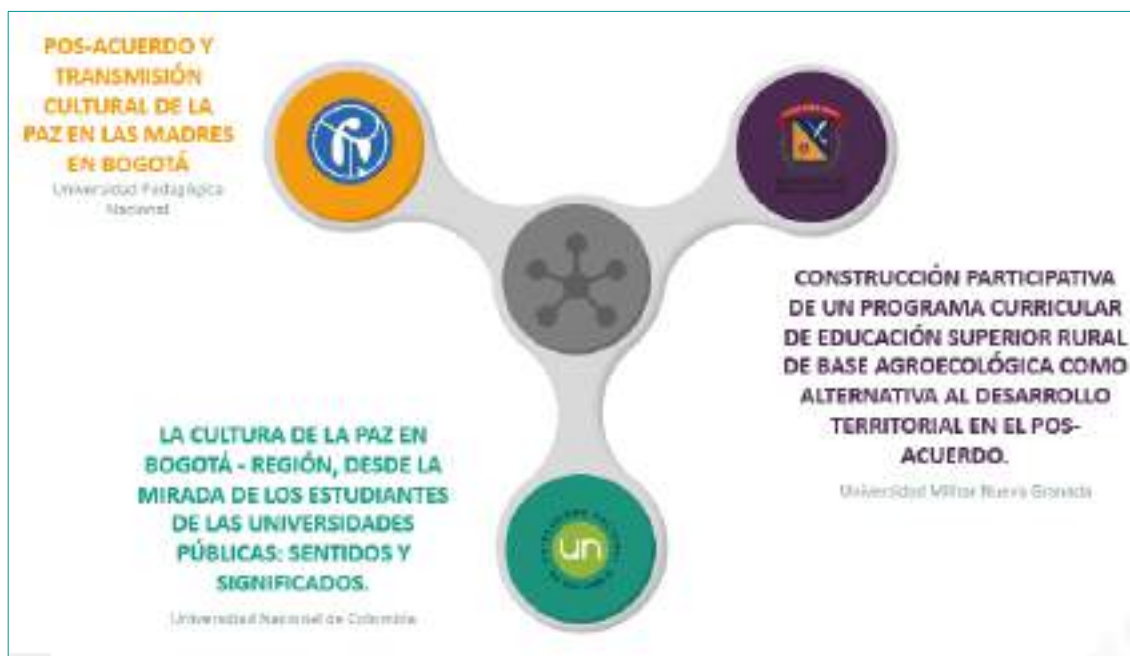 POS-ACUERDO Y
TRANSMISIÓN
CULTURAL DE LA
PAZ EN LAS MADRES
EN BOGOTÁ
Universidad Pedagógica
Nacional
CONSTRUCCIÓN PARTICIPATIVA
DE UN PROGRAMA CURRICULAR
DE EDUCACIÓN SUPERIOR RURAL
DE BASE AGROECOLÓGICA COMO
ALTERNATIVA AL DESARROLLO
TERRITORIAL EN EL POS-
ACUERDO.
Universidad Militar Nueva Granada
LA CULTURA DE LA PAZ EN
BOGOTÁ - REGIÓN, DESDE LA
MIRADA DE LOS ESTUDIANTES
DE LAS UNIVERSIDADES
PÚBLICAS: SENTIDOS Y
SIGNIFICADOS.
Universidad Nacional de Colombia
un